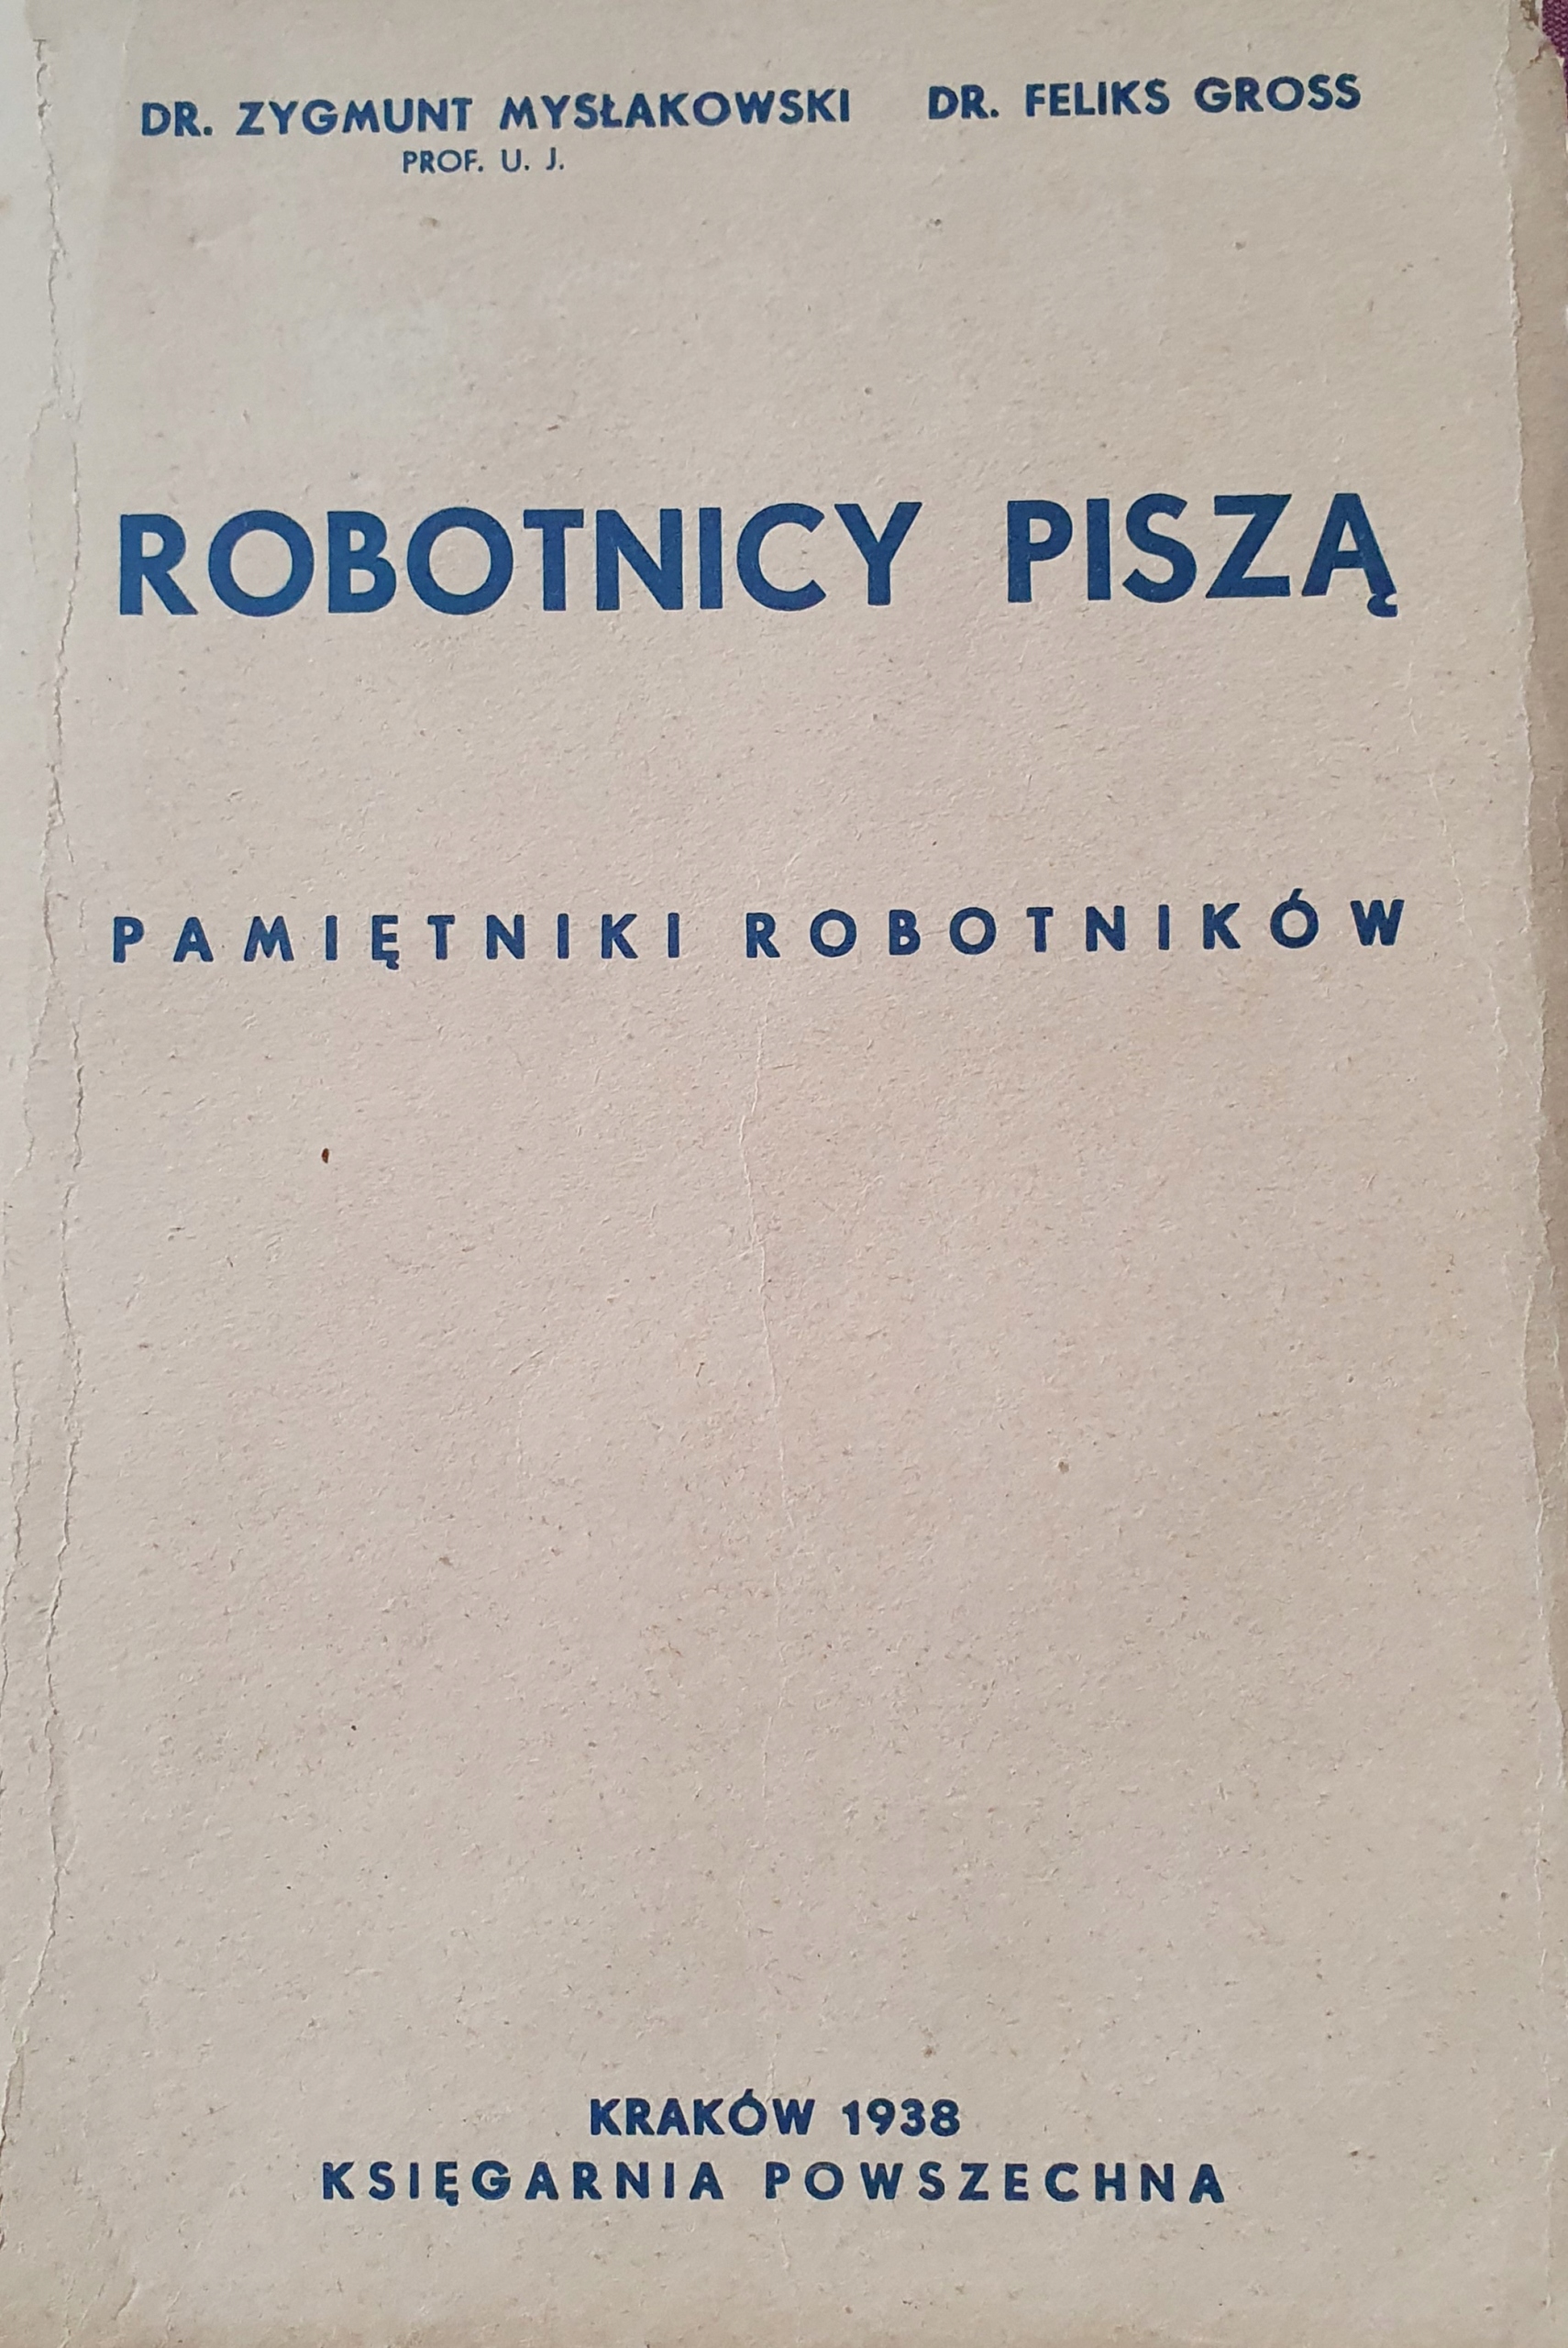 DR. ZYGMUNT MYSŁAKOWSKI DR. FELIKS GROSS
PROF. U. J.
ROBOTNICY PISZĄ
PAMIĘTNIKI ROBOTNIKÓW
KRAKÓW 1938
KSIĘGARNIA POWSZECHNA